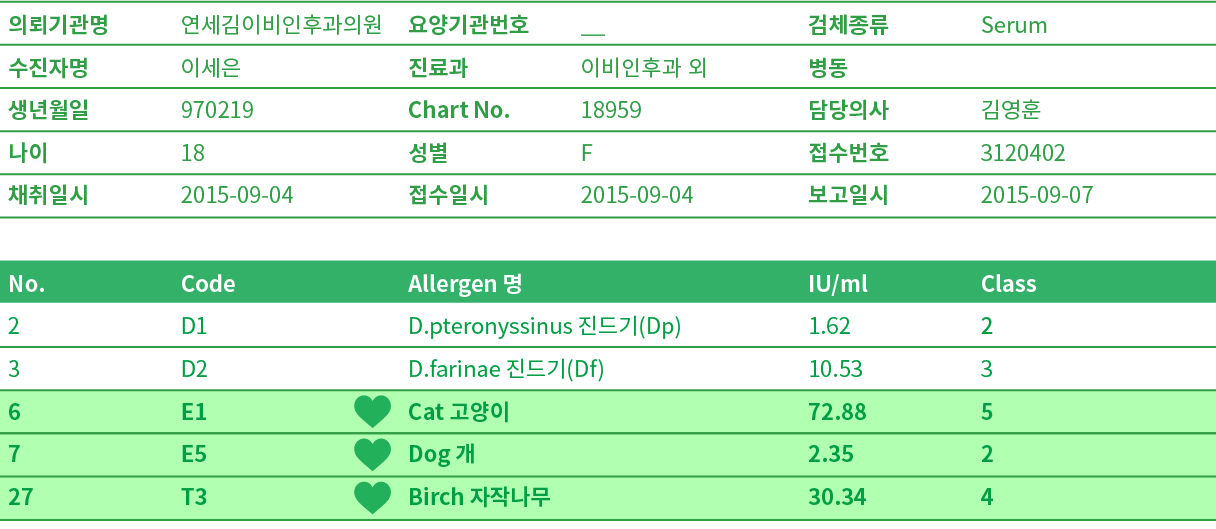 의뢰기관명 연세김이비인후과의원 요양기관번호 __ 검체종류 Serum
수진자명 이세은 진료과 이비인후과 외 병동
생년월일 970219 Chart No. 18959 담당의사 김영훈
나이 18 성별 F 접수번호 3120402
채취일시 2015-09-04 접수일시 2015-09-04 보고일시 2015-09-07
No. Code Allergen 명 IU/ml Class
2 D1 D.pteronyssinus 진드기(Dp) 1.62 2
3 D2 D.farinae 진드기(Df) 10.53 3
6 E1 Cat 고양이 72.88 5
7 E5 Dog 개 2.35 2
27 T3 Birch 자작나무 30.34 4